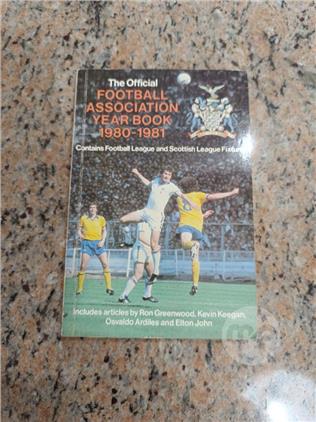 The Official
FOOTBALL
ASSOCIATION
YEAR BOOK
1980-1981
Contains Football League and Scottish League Fixtures
Includes articles by Ron Greenwood, Kevin Keegan,
Osvaldo Ardiles and Elton John